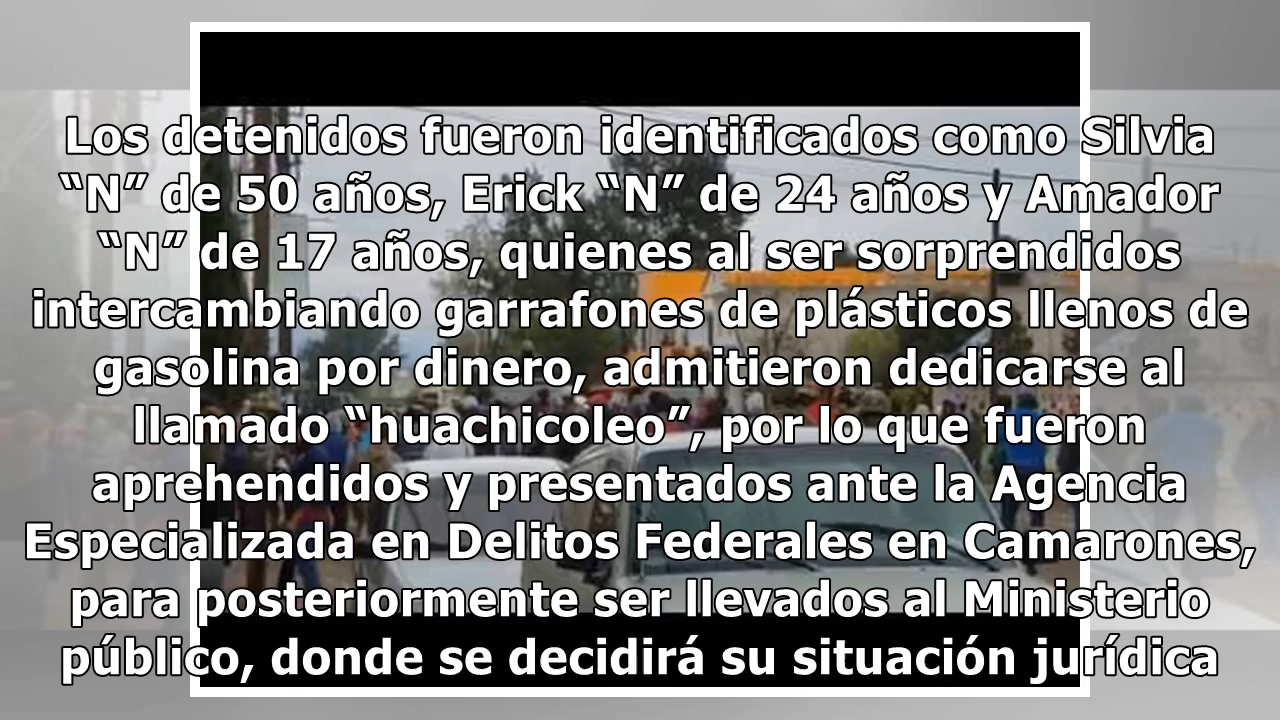 Los detenidos fueron identificados como Silvia
“N” de 50 años, Erick “N” de 24 años y Amador
“N” de 17 años, quienes al ser sorprendidos
intercambiando garrafones de plásticos llenos de
gasolina por dinero, admitieron dedicarse al
llamado “huachicoleo”, por lo que fueron
aprehendidos y presentados ante la Agencia
Especializada en Delitos Federales en Camarones,
para posteriormente ser llevados al Ministerio
público, donde se decidirá su situación jurídica